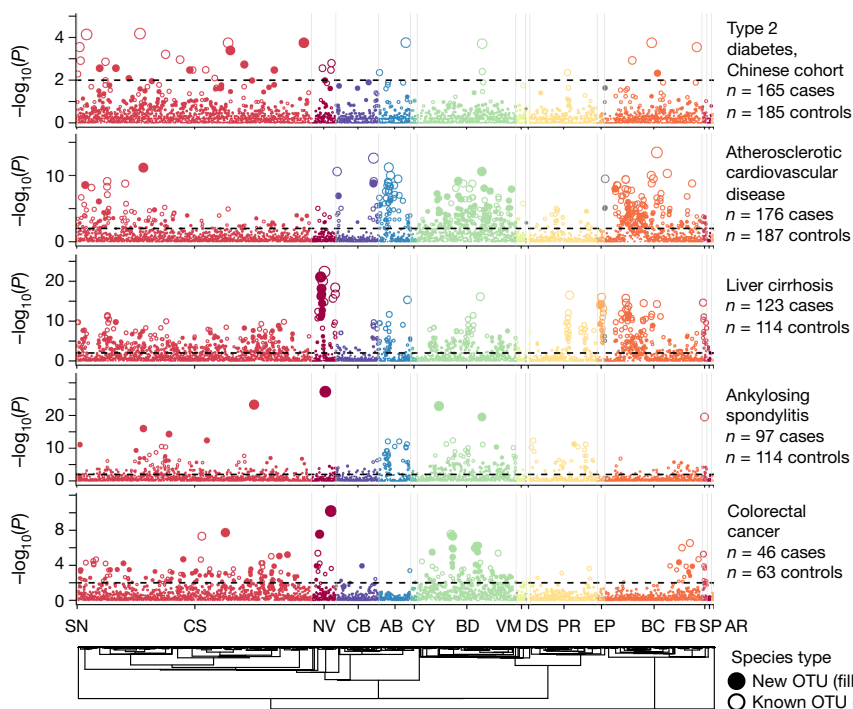 Type 2
diabetes,
Chinese cohort
n = 165 cases
n = 185 controls
−log10(P)
4
2
0
Atherosclerotic
cardiovascular
disease
n = 176 cases
n = 187 controls
−log10(P)
10
0
Liver cirrhosis
n = 123 cases
n = 114 controls
−log10(P)
20
10
0
Ankylosing
spondylitis
n = 97 cases
n = 114 controls
−log10(P)
20
10
0
Colorectal
cancer
n = 46 cases
n = 63 controls
−log10(P)
8
4
0
SN CS NV CB AB CY BD VM DS PR EP BC FB SP AR
Species type
New OTU (fill
Known OTU